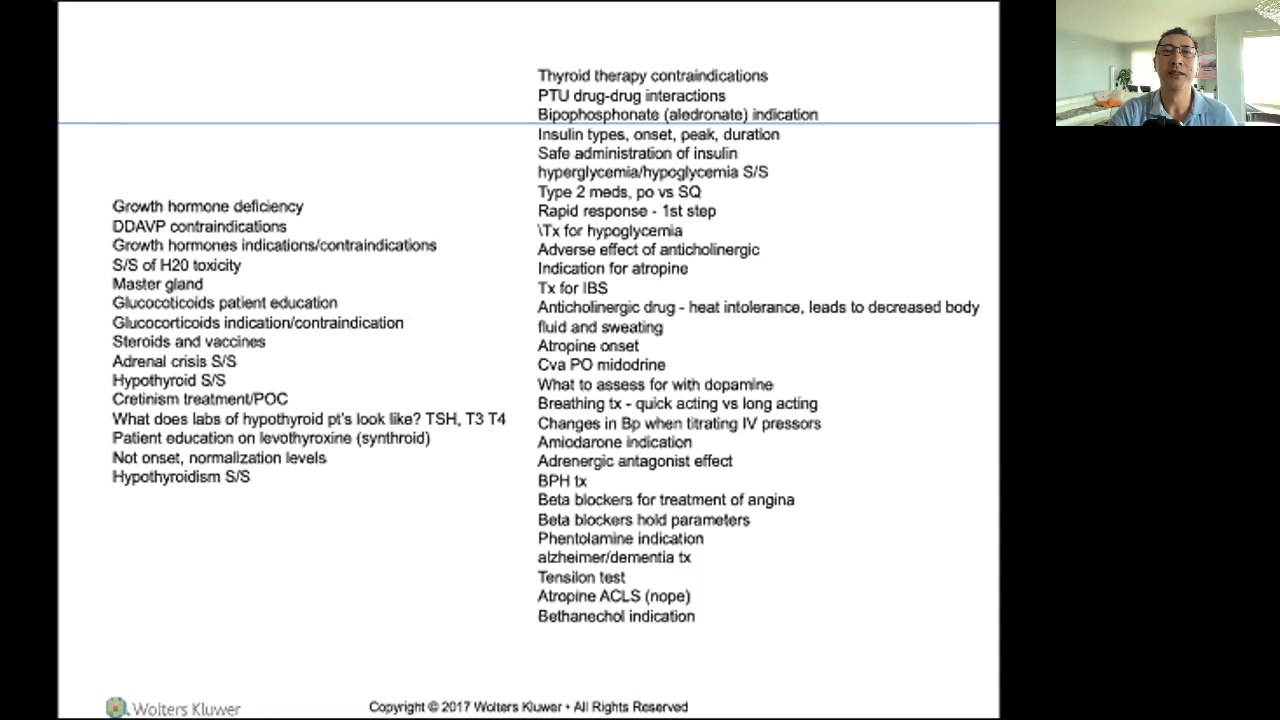 Growth hormone deficiency
DDAVP contraindications
Growth hormones indications/contraindications
S/S of H20 toxicity
Master gland
Glucocoticoids patient education
Glucocorticoids indication/contraindication
Steroids and vaccines
Adrenal crisis S/S
Hypothyroid S/S
Cretinism treatment/POC
What does labs of hypothyroid pt's look like? TSH, T3 T4
Patient education on levothyroxine (synthroid)
Not onset, normalization levels
Hypothyroidism S/S
Thyroid therapy contraindications
PTU drug-drug interactions
Bipophosphonate (aledronate) indication
Insulin types, onset, peak, duration
Safe administration of insulin
hyperglycemia/hypoglycemia S/S
Type 2 meds, po vs SQ
Rapid response - 1st step
\Tx for hypoglycemia
Adverse effect of anticholinergic
Indication for atropine
Tx for IBS
Anticholinergic drug - heat intolerance, leads to decreased body
fluid and sweating
Atropine onset
Cva PO midodrine
What to assess for with dopamine
Breathing tx - quick acting vs long acting
Changes in Bp when titrating IV pressors
Amiodarone indication
Adrenergic antagonist effect
BPH tx
Beta blockers for treatment of angina
Beta blockers hold parameters
Phentolamine indication
alzheimer/dementia tx
Tensilon test
Atropine ACLS (nope)
Bethanechol indication
Wolters Kluwer
Copyright © 2017 Wolters Kluwer • All Rights Reserved